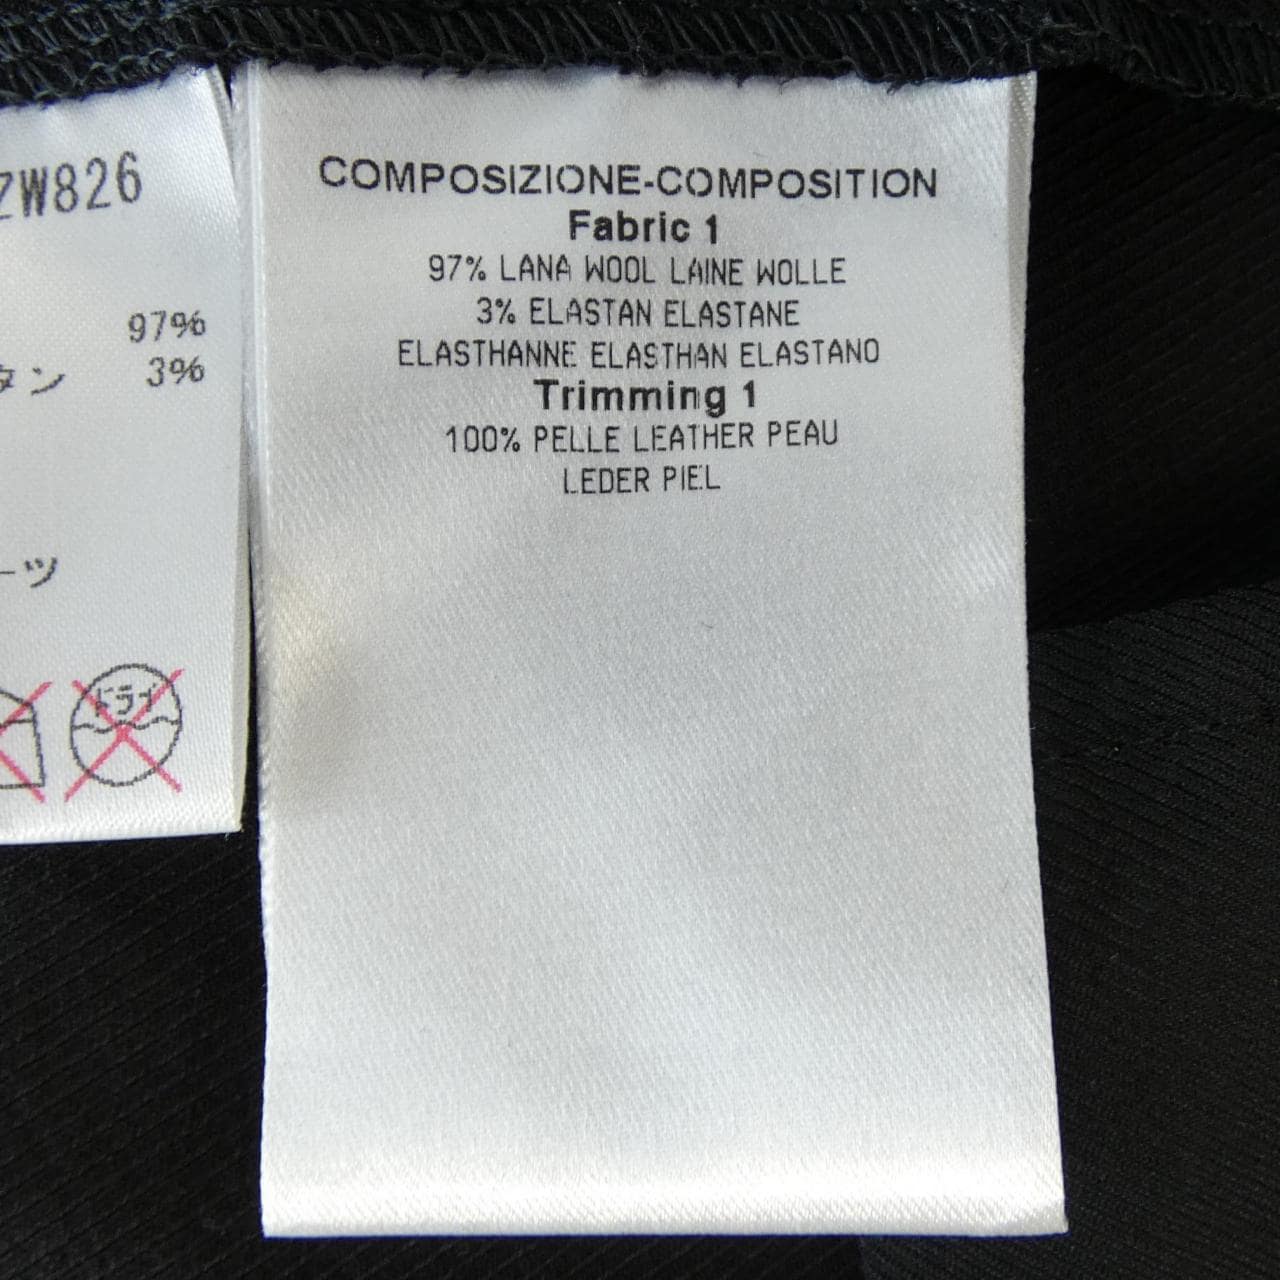 ZW826
97%
タン 3%
ーツ
ドライ
COMPOSIZIONE-COMPOSITION
Fabric 1
97% LANA WOOL LAINE WOLLE
3% ELASTAN ELASTANE
ELASTHANNE ELASTHAN ELASTANO
Trimming 1
100% PELLE LEATHER PEAU
LEDER PIEL